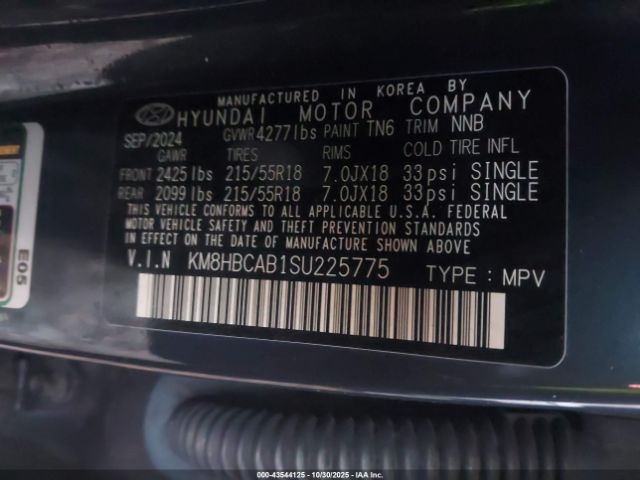 MANUFACTURED IN KOREA BY
HYUNDAI MOTOR COMPANY
SEP/2024 GVWR 4277 lbs PAINT TN6 TRIM NNB
GAWR TIRES RIMS COLD TIRE INFL
FRONT 2425 lbs 215/55R18 7.0JX18 33psi SINGLE
REAR 2099 lbs 215/55R18 7.0JX18 33psi SINGLE
THIS VEHICLE CONFORMS TO ALL APPLICABLE U.S.A. FEDERAL
MOTOR VEHICLE SAFETY AND THEFT PREVENTION STANDARDS
IN EFFECT ON THE DATE OF MANUFACTURE SHOWN ABOVE.
V.I.N KM8HBCAB1SU225775 TYPE : MPV
E05
000-43544125 - 10/30/2025 - IAA Inc.